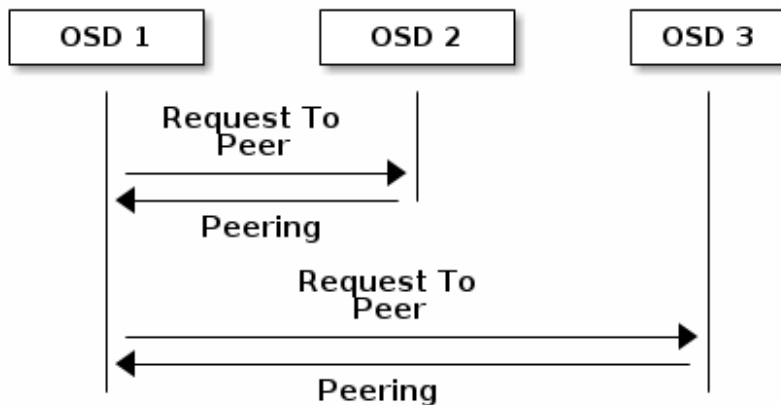 OSD 1
OSD 2
OSD 3
Request To
Peer
Peering
Request To
Peer
Peering